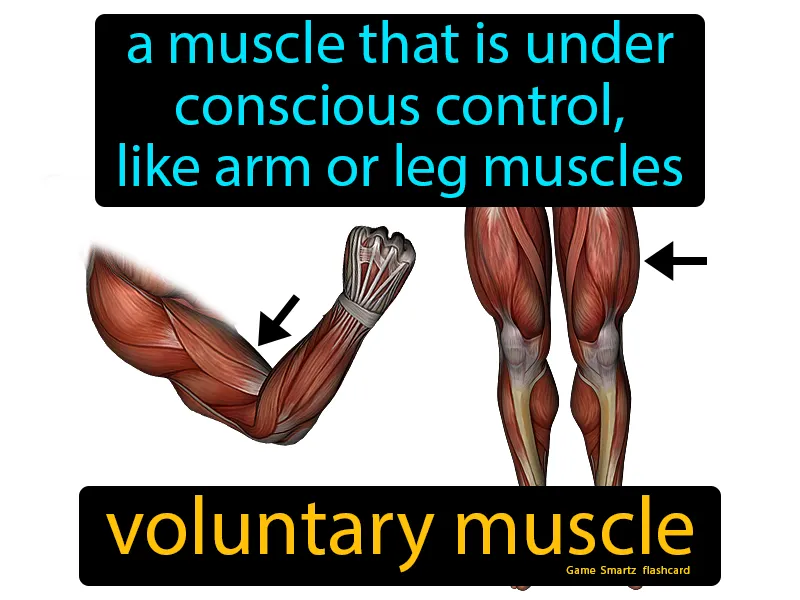 a muscle that is under
conscious control,
like arm or leg muscles
voluntary muscle
Game Smartz flashcard